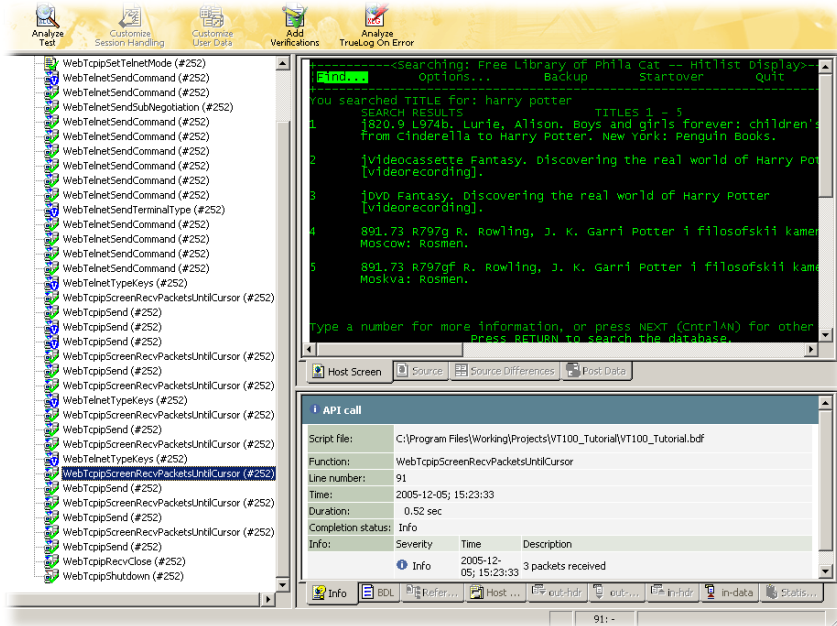 Analyze
Test
Customize
Session Handling
Customize
User Data
Add
Verifications
Analyze
TrueLog On Error
WebTcpipSetTelnetMode (#252)
WebTelnetSendCommand (#252)
WebTelnetSendCommand (#252)
WebTelnetSendSubNegotiation (#252)
WebTelnetSendCommand (#252)
WebTelnetSendCommand (#252)
WebTelnetSendCommand (#252)
WebTelnetSendCommand (#252)
WebTelnetSendCommand (#252)
WebTelnetSendCommand (#252)
WebTelnetSendTerminalType (#252)
WebTelnetSendCommand (#252)
WebTelnetSendCommand (#252)
WebTelnetSendCommand (#252)
WebTelnetSendCommand (#252)
WebTelnetTypeKeys (#252)
WebTcpipScreenRecvPacketsUntilCursor (#252)
WebTcpipSend (#252)
WebTcpipSend (#252)
WebTcpipSend (#252)
WebTcpipScreenRecvPacketsUntilCursor (#252)
WebTcpipSend (#252)
WebTcpipScreenRecvPacketsUntilCursor (#252)
WebTelnetTypeKeys (#252)
WebTcpipScreenRecvPacketsUntilCursor (#252)
WebTcpipSend (#252)
WebTcpipScreenRecvPacketsUntilCursor (#252)
WebTelnetTypeKeys (#252)
WebTcpipScreenRecvPacketsUntilCursor (#252)
WebTcpipSend (#252)
WebTcpipScreenRecvPacketsUntilCursor (#252)
WebTcpipSend (#252)
WebTcpipScreenRecvPacketsUntilCursor (#252)
WebTcpipSend (#252)
WebTcpipRecvClose (#252)
WebTcpipShutdown (#252)
+----------<Searching: Free Library of Phila Cat -- Hitlist Display>--
Find... Options... Backup Startover Quit
You searched TITLE for: harry potter
SEARCH RESULTS TITLES 1 - 5
1 j820.9 L974b. Lurie, Alison. Boys and girls forever: children's
from Cinderella to Harry Potter. New York: Penguin Books.
2 jVideocassette Fantasy. Discovering the real world of Harry Pot
[videorecording].
3 jDVD Fantasy. Discovering the real world of Harry Potter
[videorecording].
4 891.73 R797g R. Rowling, J. K. Garri Potter i filosofskii kame
Moscow: Rosmen.
5 891.73 R797gf R. Rowling, J. K. Garri Potter i filosofskii kame
Moskva: Rosmen.
Type a number for more information, or press NEXT (Cntrl^N) for other
Press RETURN to search the database.
Host Screen Source Source Differences Post Data
API call
Script file: C:\Program Files\Working\Projects\VT100_Tutorial\VT100_Tutorial.bdf
Function: WebTcpipScreenRecvPacketsUntilCursor
Line number: 91
Time: 2005-12-05; 15:23:33
Duration: 0.52 sec
Completion status: Info
Info: Severity Time Description
Info 2005-12-05; 15:23:33 3 packets received
Info BDL Refer... Host ... out-hdr out-... in-hdr in-data Statis...
91: -